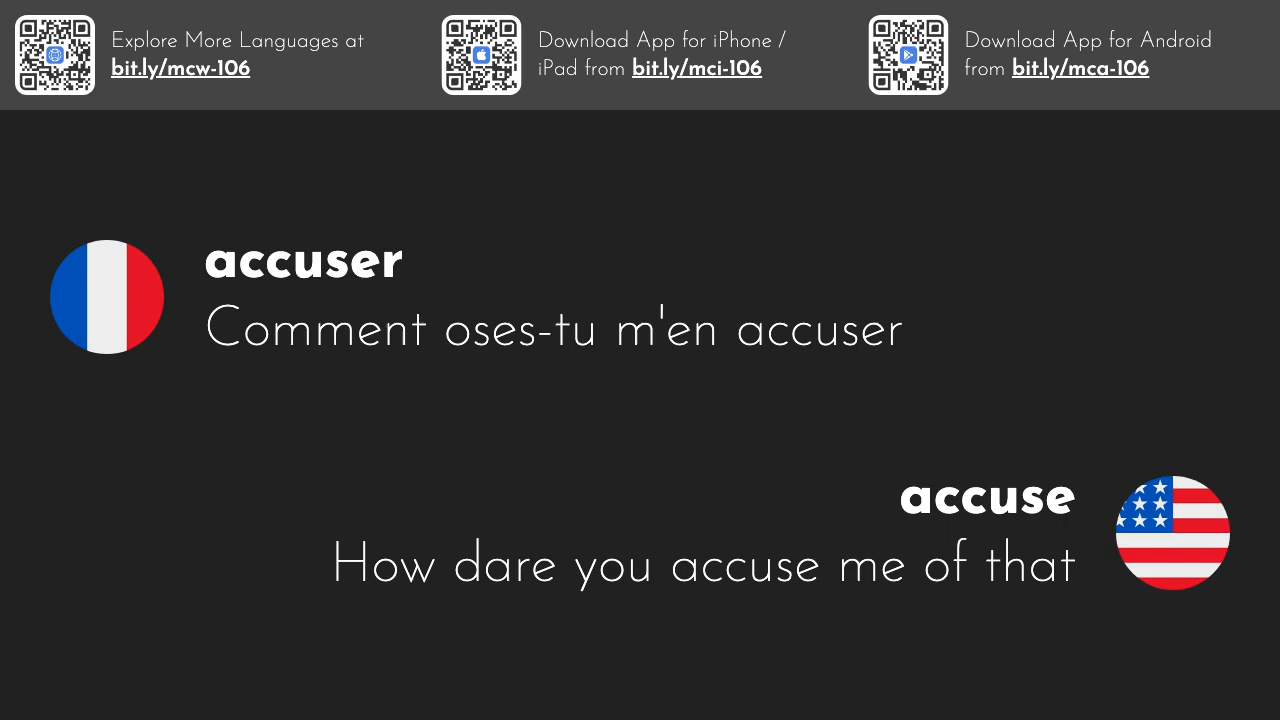 Explore More Languages at
bit.ly/mcw-106
Download App for iPhone /
iPad from bit.ly/mci-106
Download App for Android
from bit.ly/mca-106
accuser
Comment oses-tu m'en accuser
accuse
How dare you accuse me of that